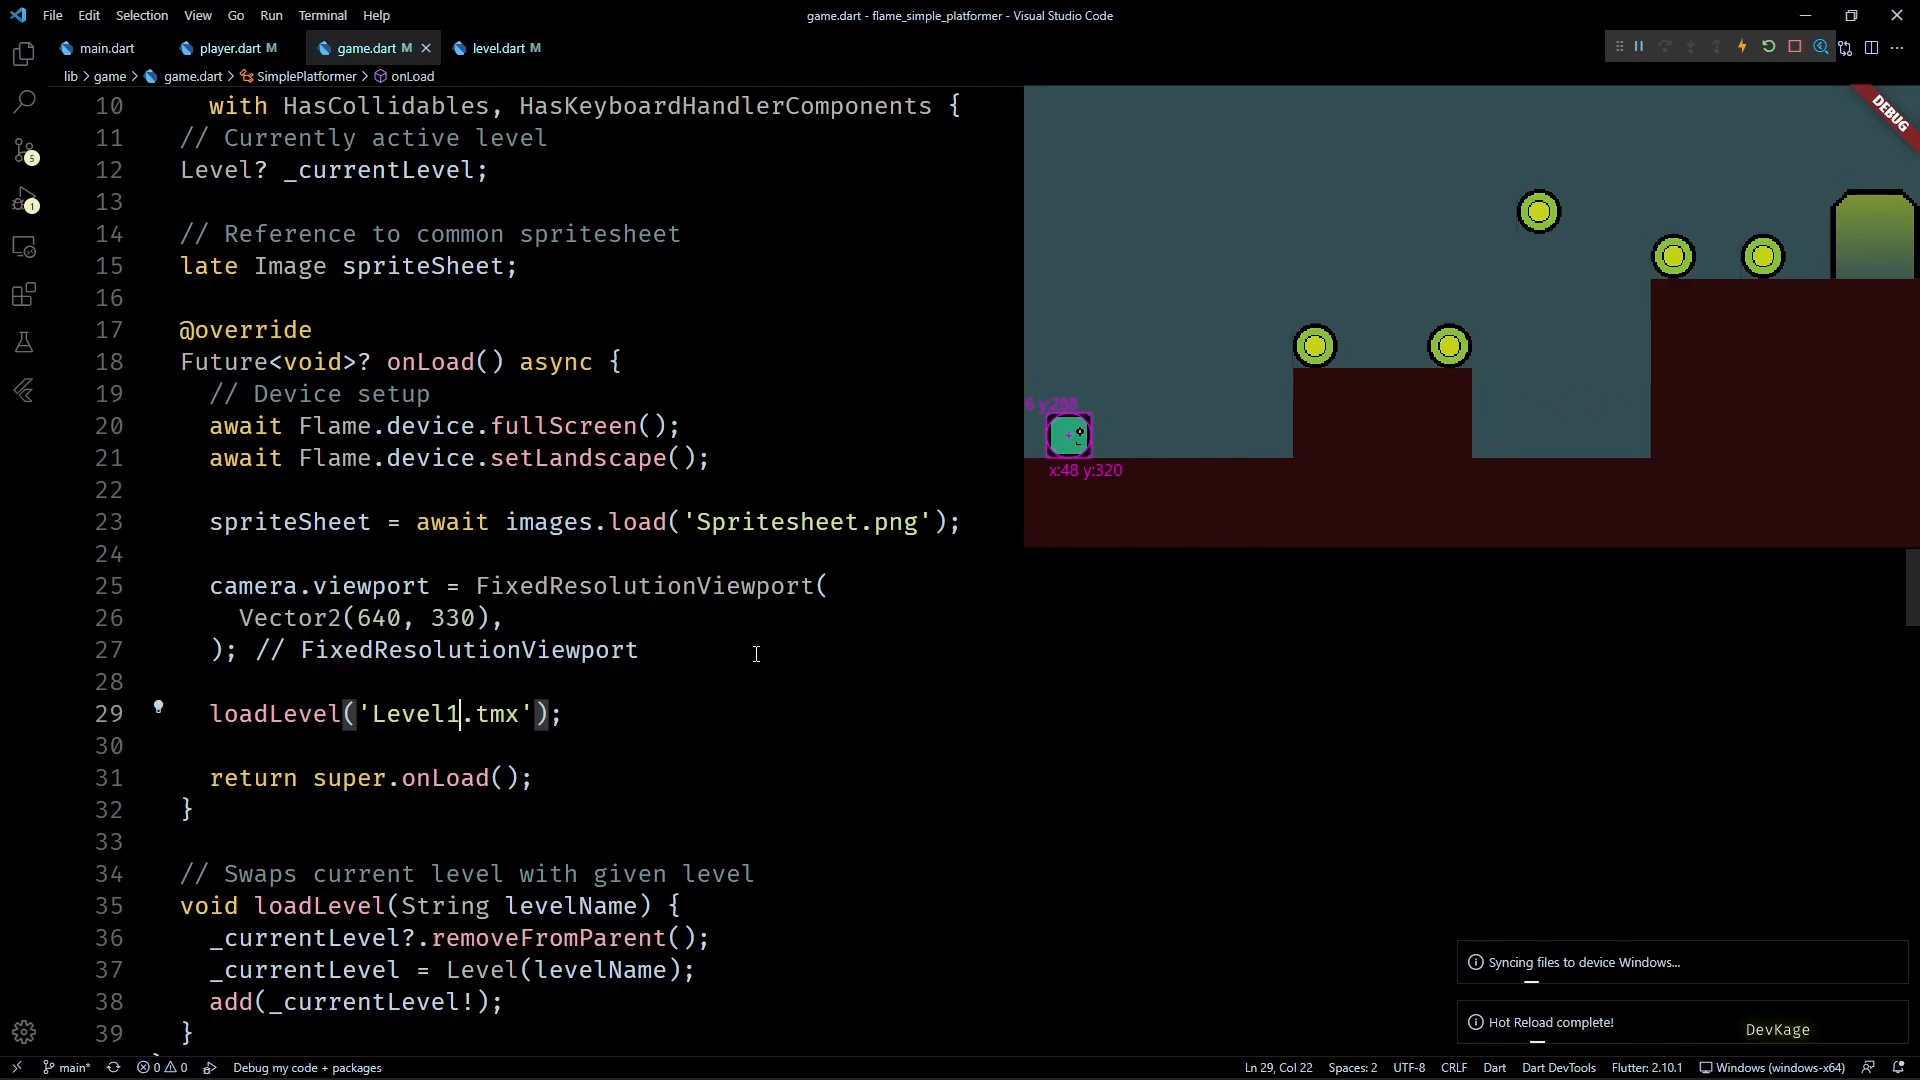 File Edit Selection View Go Run Terminal Help
game.dart - flame_simple_platformer - Visual Studio Code
main.dart
player.dart M
game.dart M
level.dart M
lib > game > game.dart > SimplePlatformer > onLoad
10 with HasCollidables, HasKeyboardHandlerComponents {
11 // Currently active level
12 Level? _currentLevel;
13
14 // Reference to common spritesheet
15 late Image spriteSheet;
16
17 @override
18 Future<void>? onLoad() async {
19 // Device setup
20 await Flame.device.fullScreen();
21 await Flame.device.setLandscape();
22
23 spriteSheet = await images.load('Spritesheet.png');
24
25 camera.viewport = FixedResolutionViewport(
26 Vector2(640, 330),
27 ); // FixedResolutionViewport
28
29 loadLevel('Level1.tmx');
30
31 return super.onLoad();
32 }
33
34 // Swaps current level with given level
35 void loadLevel(String levelName) {
36 _currentLevel?.removeFromParent();
37 _currentLevel = Level(levelName);
38 add(_currentLevel!);
39 }
DEBUG
6 y:288
x:48 y:320
5
1
Syncing files to device Windows...
Hot Reload complete!
DevKage
main* 0 0 Debug my code + packages
Ln 29, Col 22 Spaces: 2 UTF-8 CRLF Dart Dart DevTools Flutter: 2.10.1 Windows (windows-x64)